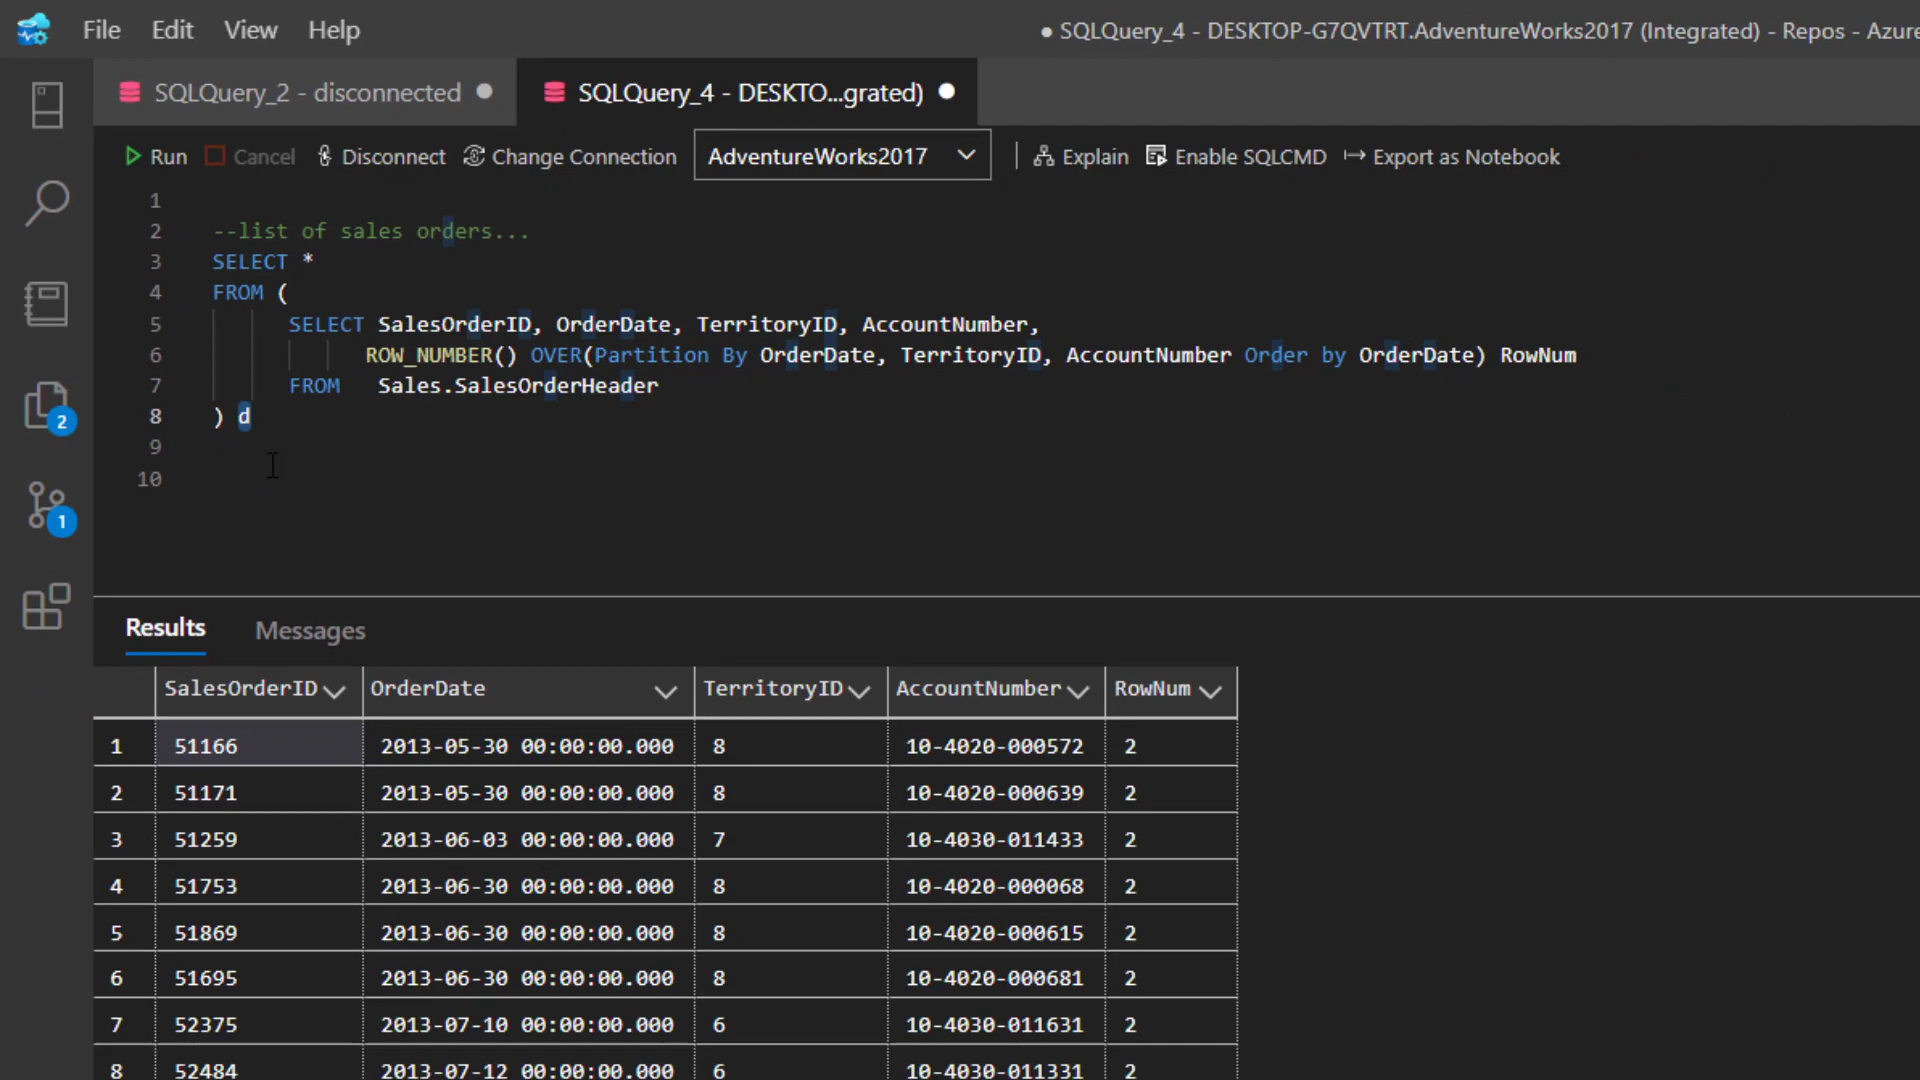 File Edit View Help
● SQLQuery_4 - DESKTOP-G7QVTRT.AdventureWorks2017 (Integrated) - Repos - Azure
SQLQuery_2 - disconnected SQLQuery_4 - DESKTO...grated)
Run Cancel Disconnect Change Connection AdventureWorks2017 Explain Enable SQLCMD Export as Notebook
1
2 --list of sales orders...
3 SELECT *
4 FROM (
5 SELECT SalesOrderID, OrderDate, TerritoryID, AccountNumber,
6 ROW_NUMBER() OVER(Partition By OrderDate, TerritoryID, AccountNumber Order by OrderDate) RowNum
7 FROM Sales.SalesOrderHeader
8 ) d
9
10
2
1
Results Messages
SalesOrderID OrderDate TerritoryID AccountNumber RowNum
1 51166 2013-05-30 00:00:00.000 8 10-4020-000572 2
2 51171 2013-05-30 00:00:00.000 8 10-4020-000639 2
3 51259 2013-06-03 00:00:00.000 7 10-4030-011433 2
4 51753 2013-06-30 00:00:00.000 8 10-4020-000068 2
5 51869 2013-06-30 00:00:00.000 8 10-4020-000615 2
6 51695 2013-06-30 00:00:00.000 8 10-4020-000681 2
7 52375 2013-07-10 00:00:00.000 6 10-4030-011631 2
8 52484 2013-07-12 00:00:00.000 6 10-4030-011331 2